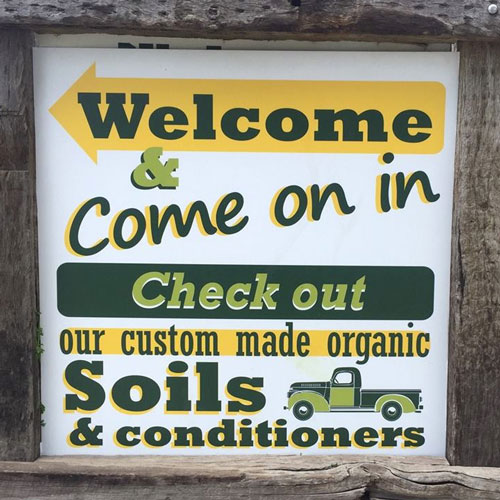 Welcome
&
Come on in
Check out
our custom made organic
Soils
& conditioners